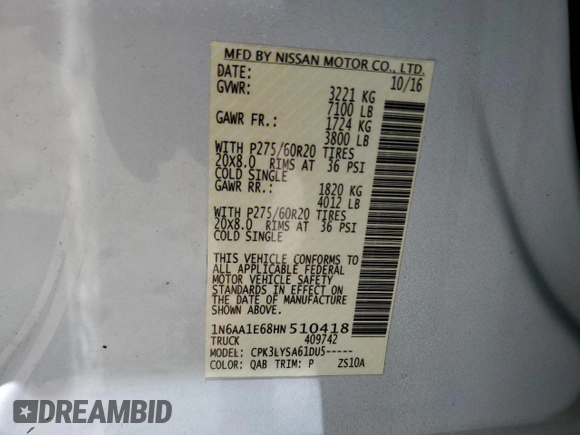 MFD BY NISSAN MOTOR CO., LTD.
DATE: 10/16
GVWR: 3221 KG
7100 LB
GAWR FR.: 1724 KG
3800 LB
WITH P275/60R20 TIRES
20X8.0 RIMS AT 36 PSI
COLD SINGLE
GAWR RR.: 1820 KG
4012 LB
WITH P275/60R20 TIRES
20X8.0 RIMS AT 36 PSI
COLD SINGLE
THIS VEHICLE CONFORMS TO
ALL APPLICABLE FEDERAL
MOTOR VEHICLE SAFETY
STANDARDS IN EFFECT ON
THE DATE OF MANUFACTURE
SHOWN ABOVE.
1N6AA1E68HN510418
TRUCK 409742
MODEL: CPK3LYSA61DU5-----
COLOR: QAB TRIM: P ZS10A
DREAMBID